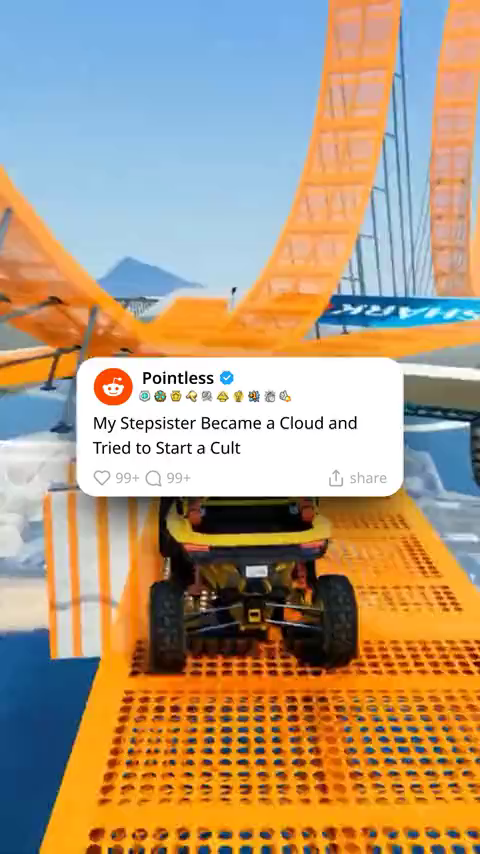 SHARK
Pointless
My Stepsister Became a Cloud and
Tried to Start a Cult
99+ 99+ share